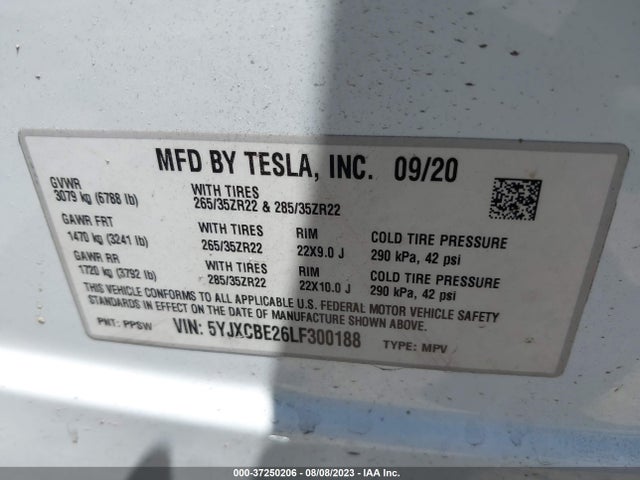 MFD BY TESLA, INC. 09/20
GVWR
3079 kg (6788 lb)
WITH TIRES
265/35ZR22 & 285/35ZR22
GAWR FRT
1470 kg (3241 lb)
WITH TIRES
265/35ZR22
RIM
22X9.0 J
COLD TIRE PRESSURE
290 kPa, 42 psi
GAWR RR
1720 kg (3792 lb)
WITH TIRES
285/35ZR22
RIM
22X10.0 J
COLD TIRE PRESSURE
290 kPa, 42 psi
THIS VEHICLE CONFORMS TO ALL APPLICABLE U.S. FEDERAL MOTOR VEHICLE SAFETY
STANDARDS IN EFFECT ON THE DATE OF MANUFACTURE SHOWN ABOVE.
PNT: PPSW VIN: 5YJXCBE26LF300188 TYPE: MPV
000-37250206 - 08/08/2023 - IAA Inc.